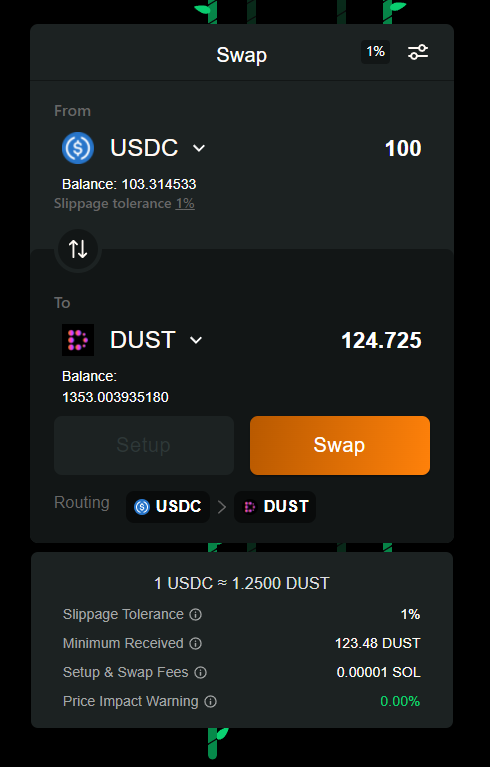 Swap
1%
From
USDC
100
Balance: 103.314533
Slippage tolerance 1%
To
DUST
124.725
Balance:
1353.003935180
Setup
Swap
Routing USDC DUST
1 USDC ≈ 1.2500 DUST
Slippage Tolerance 1%
Minimum Received 123.48 DUST
Setup & Swap Fees 0.00001 SOL
Price Impact Warning 0.00%